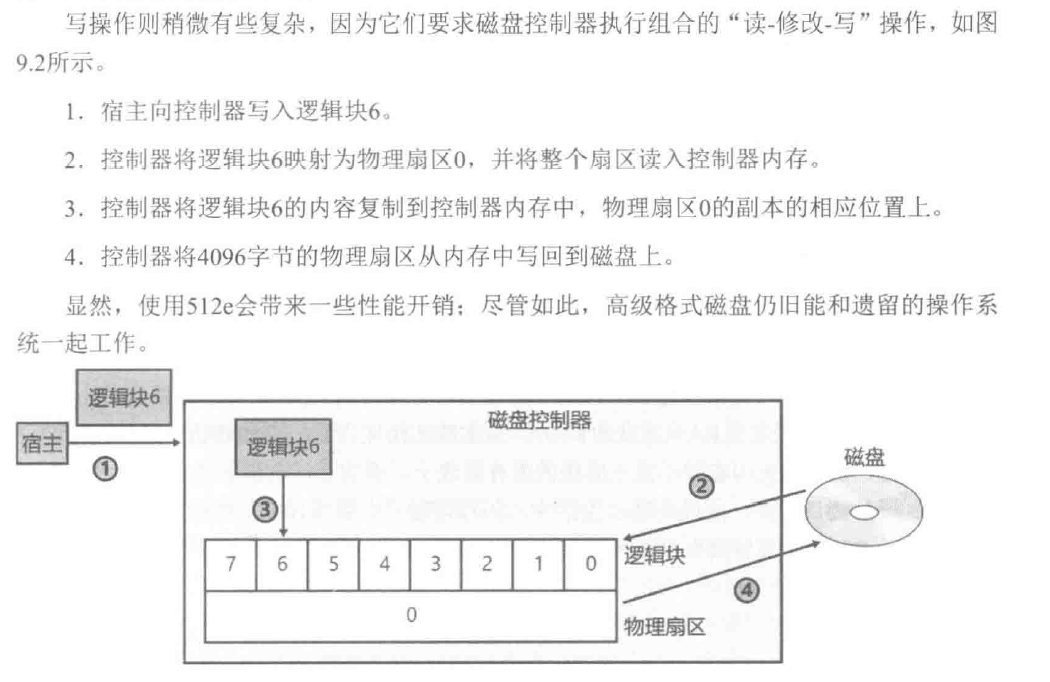 写操作则稍微有些复杂，因为它们要求磁盘控制器执行组合的“读-修改-写”操作，如图
9.2所示。
1．宿主向控制器写入逻辑块6。
2．控制器将逻辑块6映射为物理扇区0，并将整个扇区读入控制器内存。
3．控制器将逻辑块6的内容复制到控制器内存中，物理扇区0的副本的相应位置上。
4．控制器将4096字节的物理扇区从内存中写回到磁盘上。
显然，使用512e会带来一些性能开销；尽管如此，高级格式磁盘仍旧能和遗留的操作系
统一起工作。
逻辑块6
宿主
①
磁盘控制器
逻辑块6
③
②
磁盘
7 6 5 4 3 2 1 0
逻辑块
④
0
物理扇区